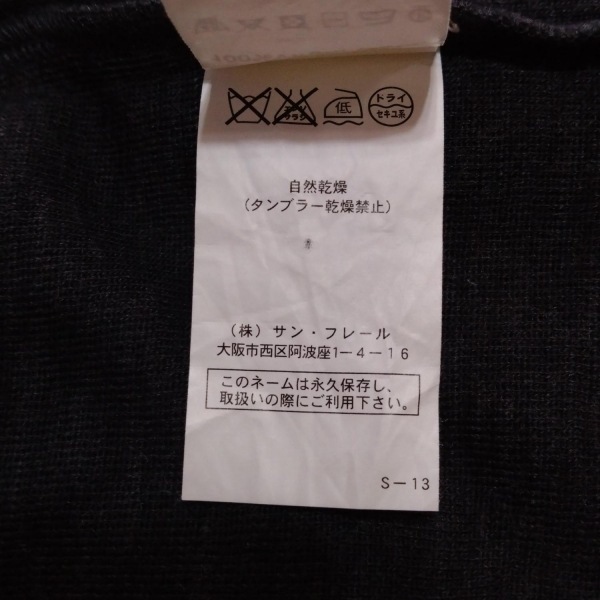 100%
低
ドライ
セキユ系
自然乾燥
(タンブラー乾燥禁止)
(株)サン・フレール
大阪市西区阿波座1-4-16
このネームは永久保存し、
取扱いの際にご利用下さい。
S-13